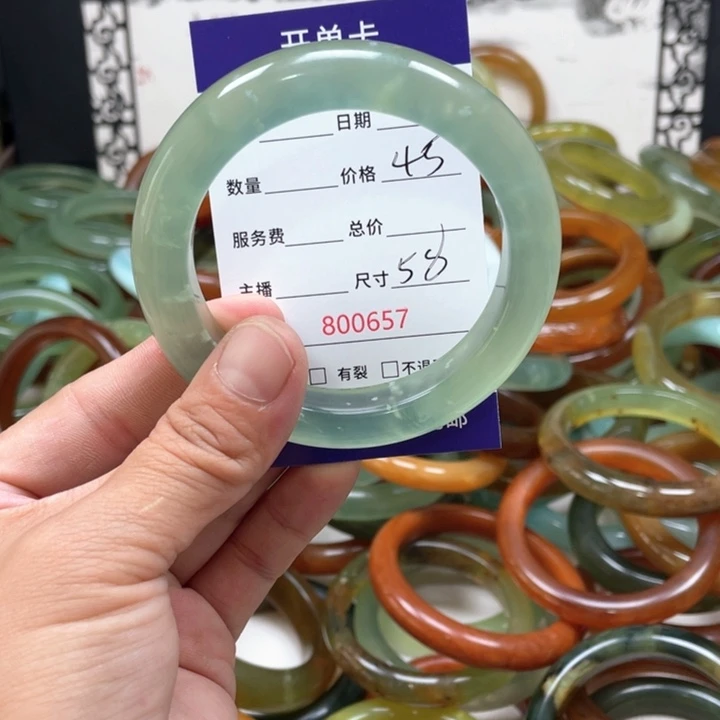 开单卡
日期
数量 价格 45
服务费 总价
主播 尺寸 58
800657
有裂 不退
邮